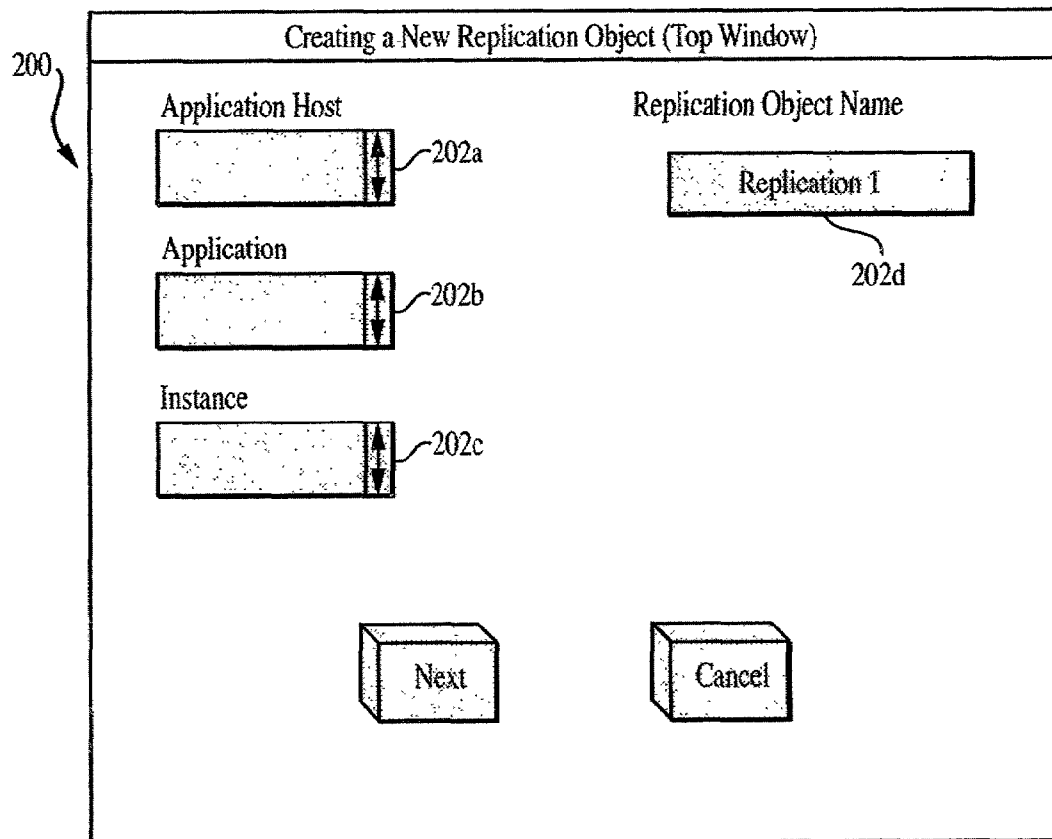 Creating a New Replication Object (Top Window)
200
Application Host
202a
Replication Object Name
Replication 1
202d
Application
202b
Instance
202c
Next
Cancel